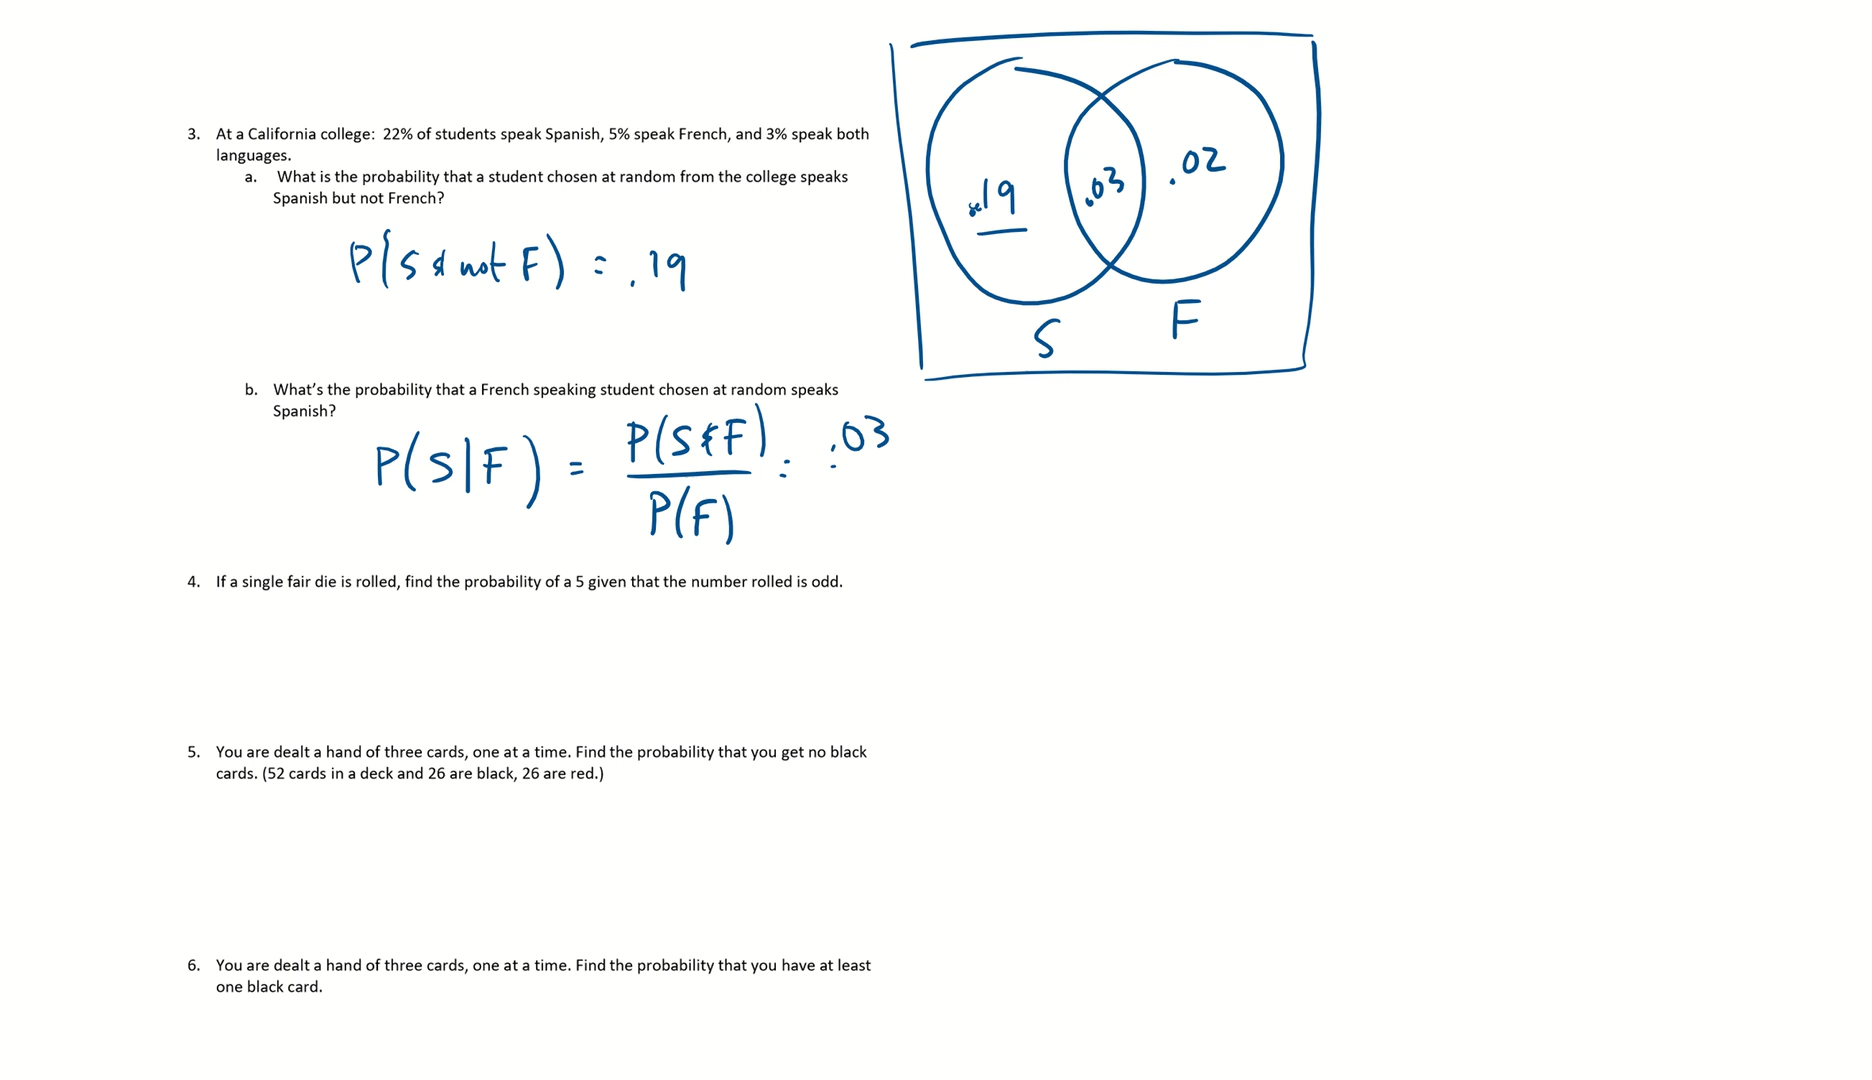 3. At a California college: 22% of students speak Spanish, 5% speak French, and 3% speak both
languages.
a. What is the probability that a student chosen at random from the college speaks
Spanish but not French?
P(S & not F) = .19
.19
.03
.02
S
F
b. What's the probability that a French speaking student chosen at random speaks
Spanish?
P(S|F) = P(S&F) = .03
P(F)
4. If a single fair die is rolled, find the probability of a 5 given that the number rolled is odd.
5. You are dealt a hand of three cards, one at a time. Find the probability that you get no black
cards. (52 cards in a deck and 26 are black, 26 are red.)
6. You are dealt a hand of three cards, one at a time. Find the probability that you have at least
one black card.